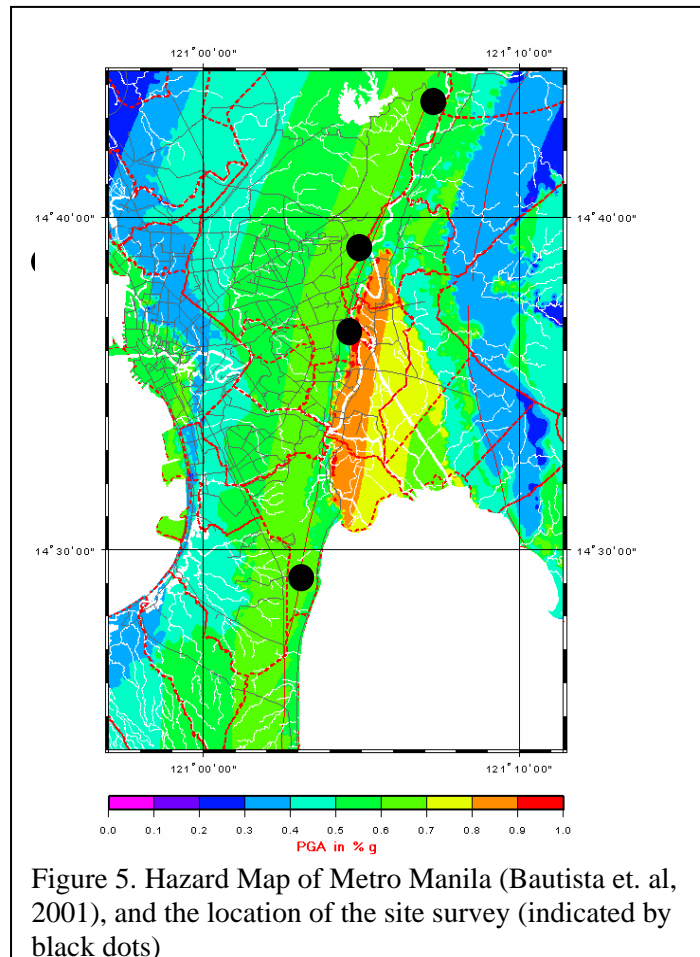 121° 00'00" 121° 10'00"
14° 40'00" 14° 40'00"
14° 30'00" 14° 30'00"
121° 00'00" 121° 10'00"
0.0 0.1 0.2 0.3 0.4 0.5 0.6 0.7 0.8 0.9 1.0
PGA in % g
Figure 5. Hazard Map of Metro Manila (Bautista et. al,
2001), and the location of the site survey (indicated by
black dots)